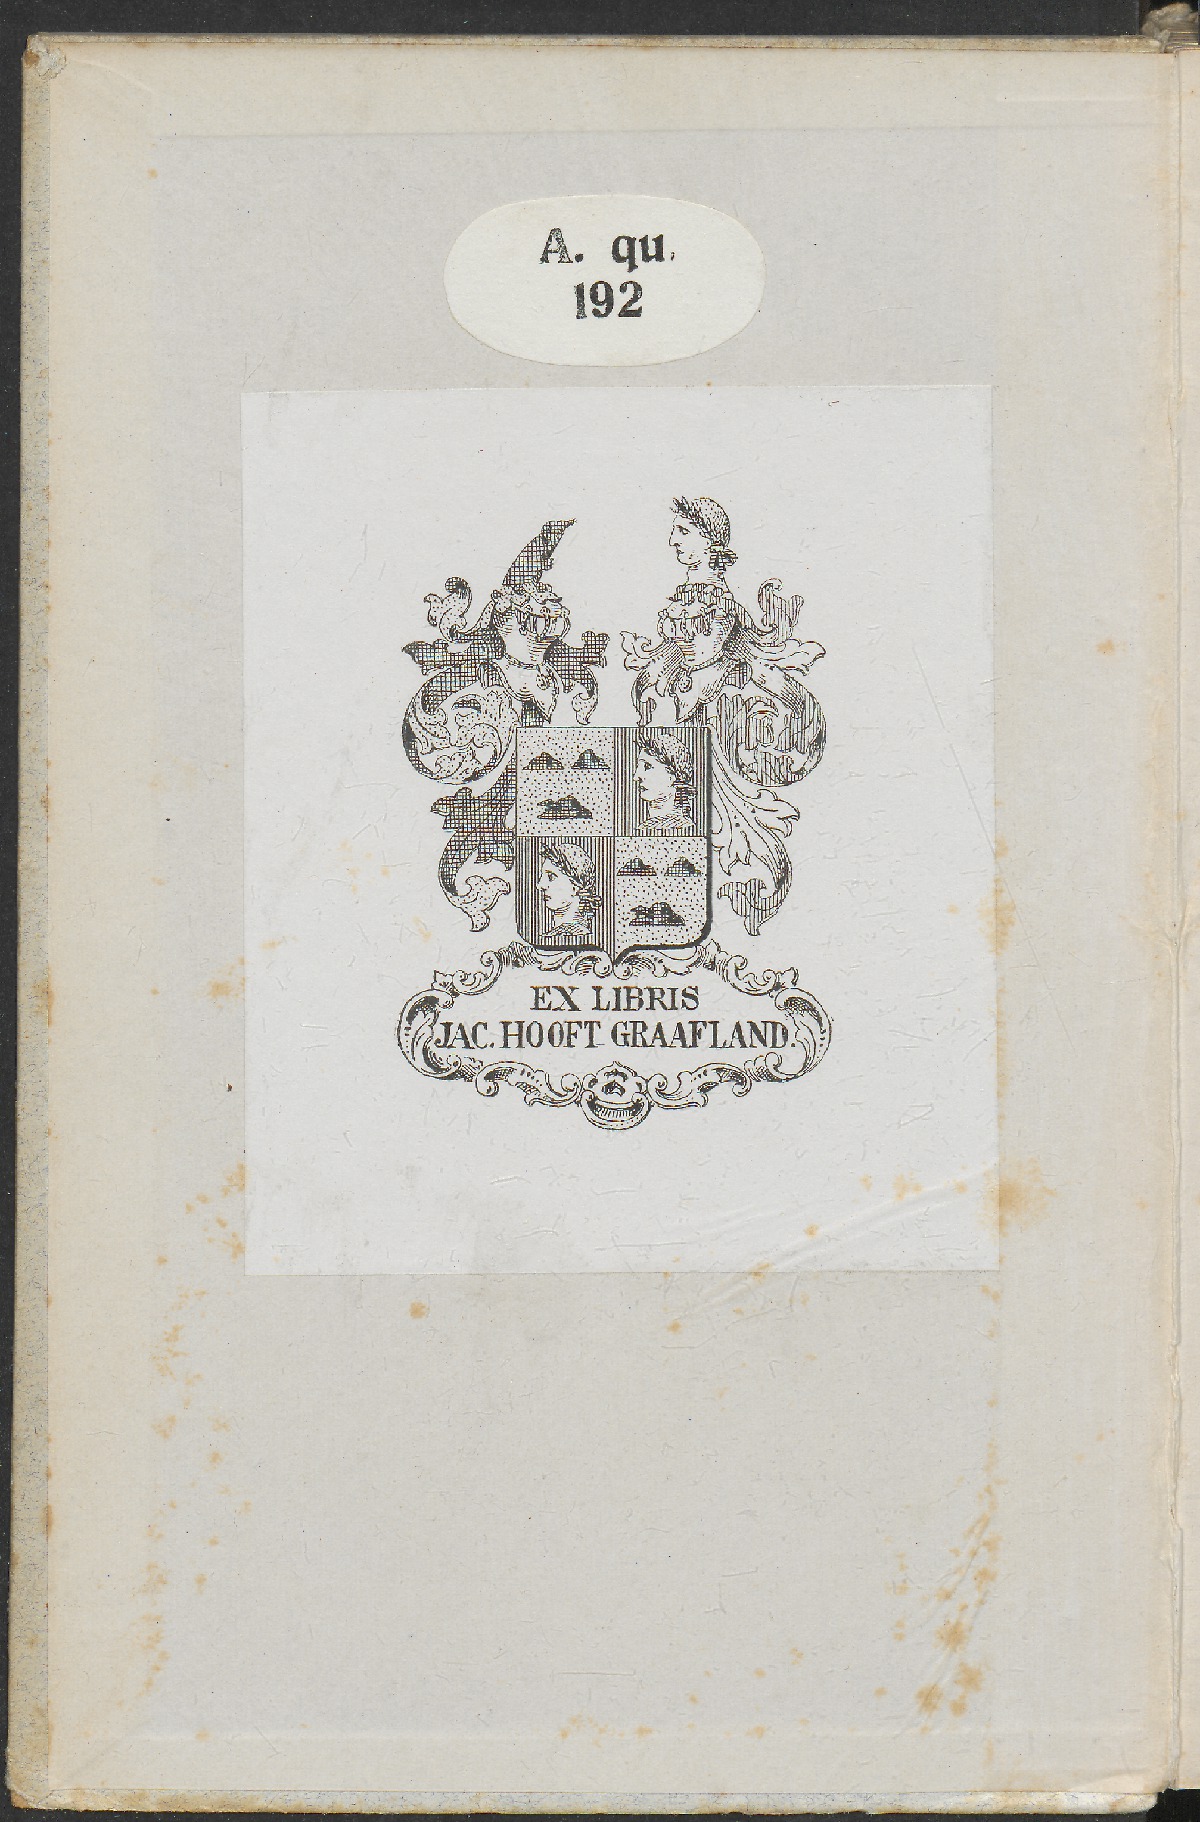 A. qu.
192
EX LIBRIS
JAC. HOOFT GRAAFLAND.